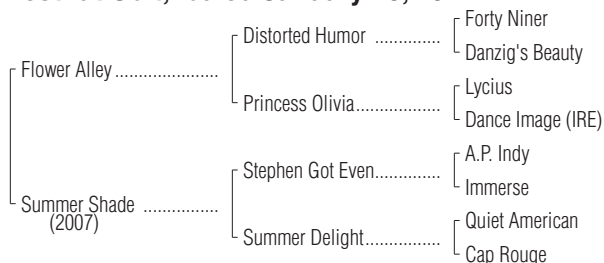 Forty Niner
Distorted Humor ..............
Danzig's Beauty
Flower Alley ......................
Lycius
Princess Olivia..................
Dance Image (IRE)
A.P. Indy
Stephen Got Even...............
Immerse
Summer Shade ................
(2007)
Quiet American
Summer Delight................
Cap Rouge